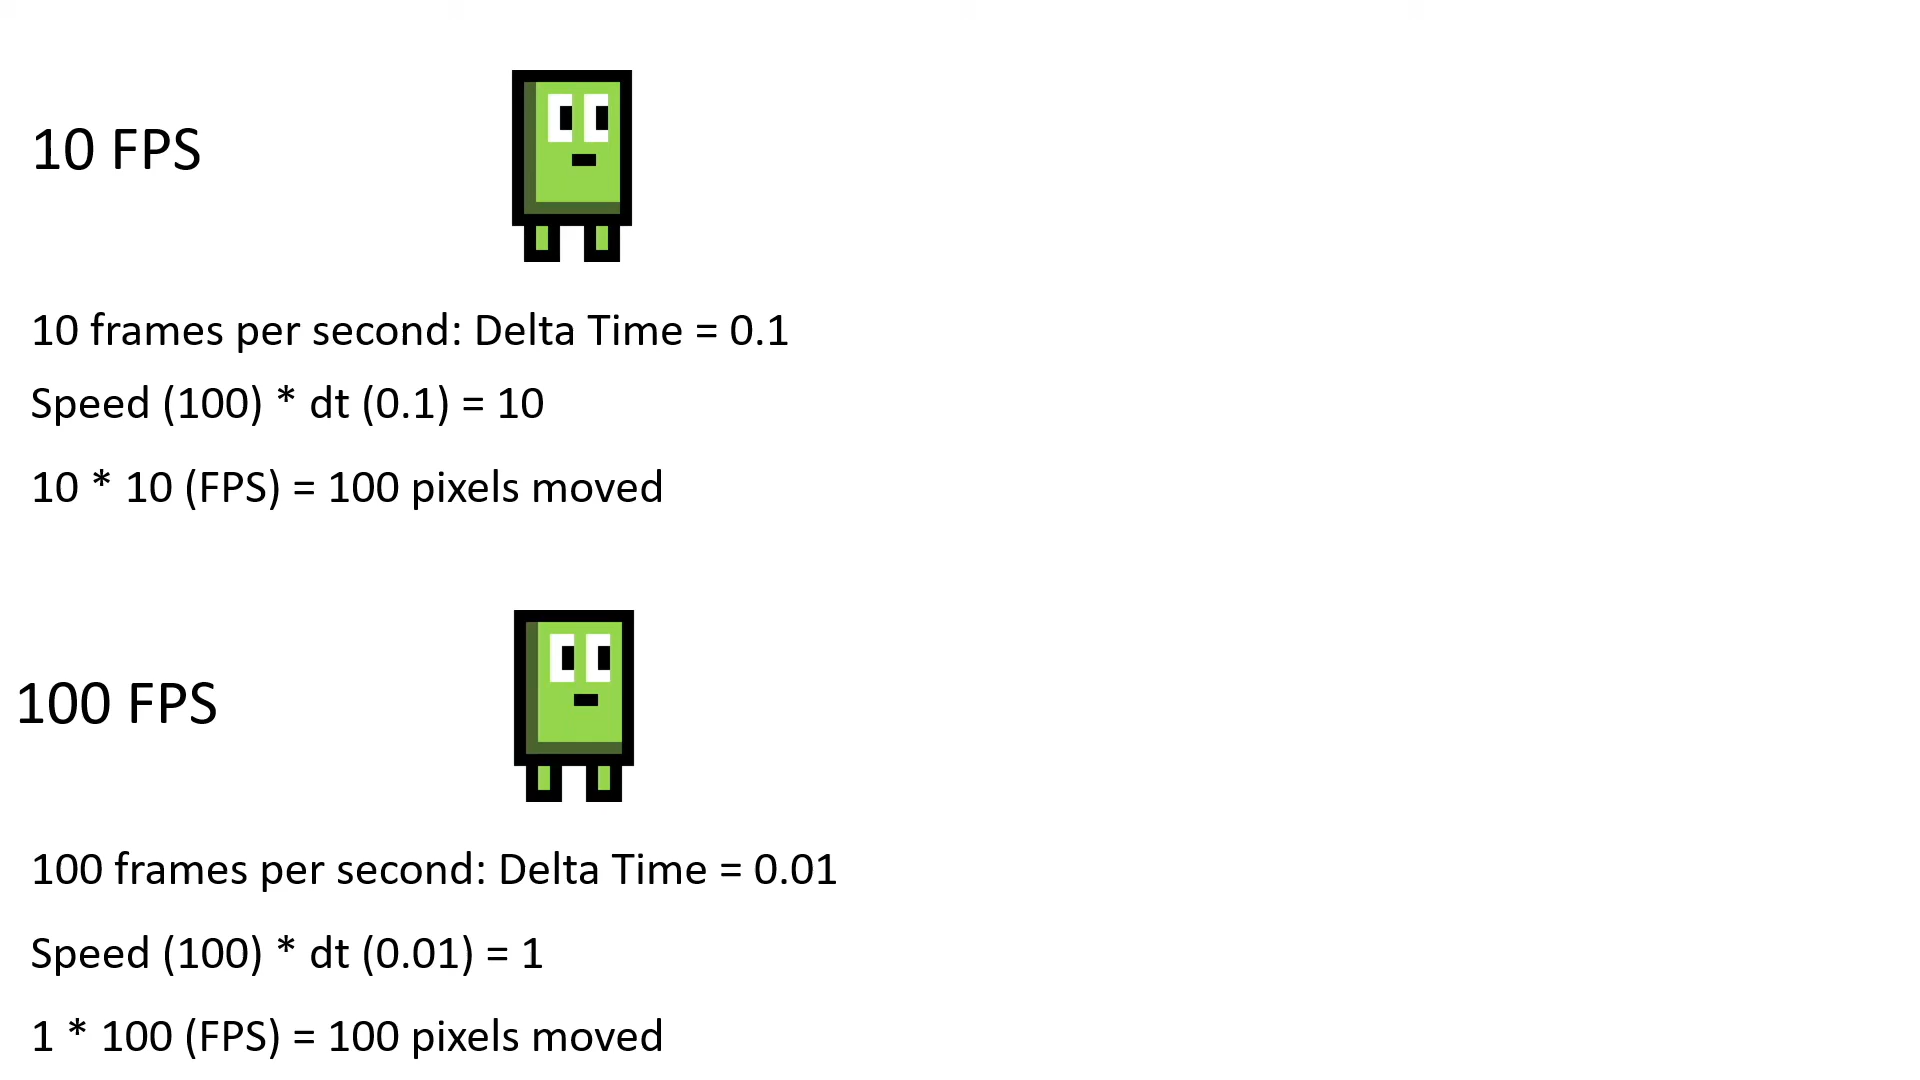 10 FPS
10 frames per second: Delta Time = 0.1
Speed (100) * dt (0.1) = 10
10 * 10 (FPS) = 100 pixels moved
100 FPS
100 frames per second: Delta Time = 0.01
Speed (100) * dt (0.01) = 1
1 * 100 (FPS) = 100 pixels moved